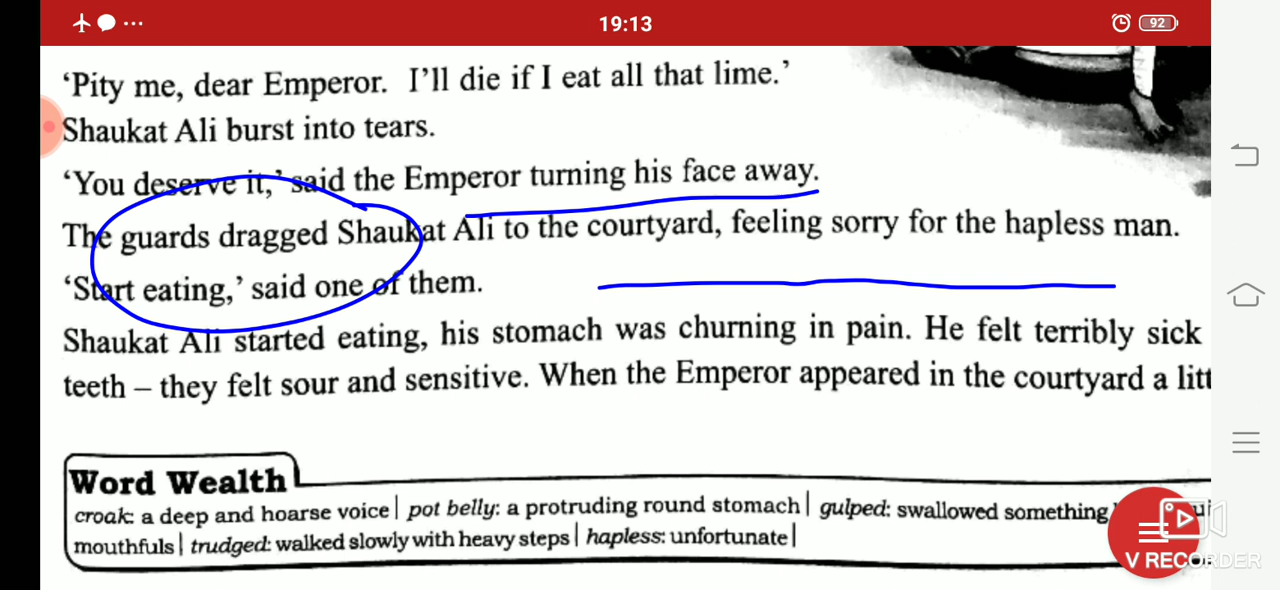 19:13
92
‘Pity me, dear Emperor. I’ll die if I eat all that lime.’
Shaukat Ali burst into tears.
‘You deserve it,’ said the Emperor turning his face away.
The guards dragged Shaukat Ali to the courtyard, feeling sorry for the hapless man.
‘Start eating,’ said one of them.
Shaukat Ali started eating, his stomach was churning in pain. He felt terribly sick
teeth – they felt sour and sensitive. When the Emperor appeared in the courtyard a
Word Wealth
croak: a deep and hoarse voice | pot belly: a protruding round stomach | gulped: swallowed something
mouthfuls | trudged: walked slowly with heavy steps | hapless: unfortunate |
V RECORDER